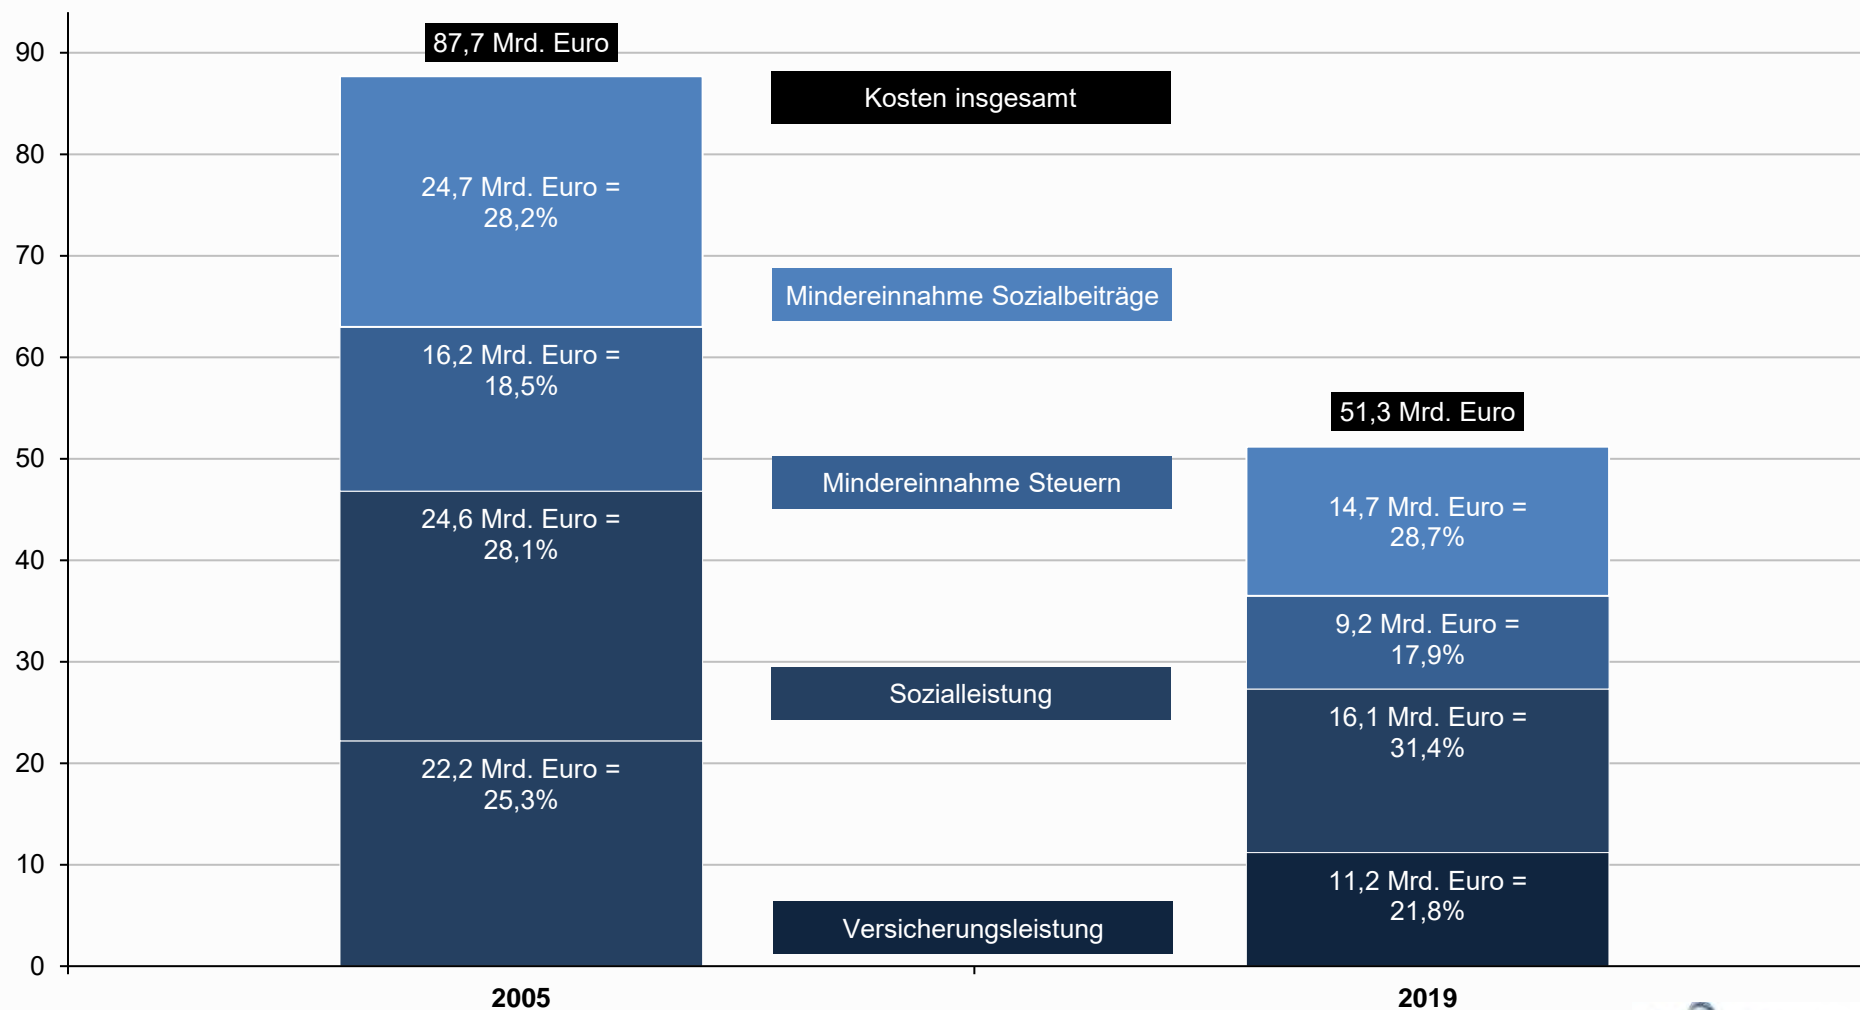 90
80
70
60
50
40
30
20
10
0
87,7 Mrd. Euro
24,7 Mrd. Euro =
28,2%
16,2 Mrd. Euro =
18,5%
24,6 Mrd. Euro =
28,1%
22,2 Mrd. Euro =
25,3%
2005
Kosten insgesamt
Mindereinnahme Sozialbeiträge
Mindereinnahme Steuern
Sozialleistung
Versicherungsleistung
51,3 Mrd. Euro
14,7 Mrd. Euro =
28,7%
9,2 Mrd. Euro =
17,9%
16,1 Mrd. Euro =
31,4%
11,2 Mrd. Euro =
21,8%
2019